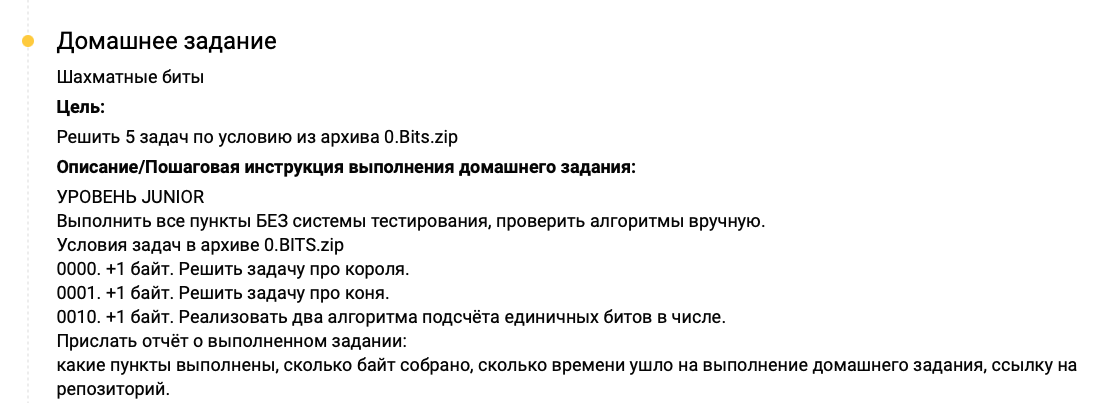 Домашнее задание
Шахматные биты
Цель:
Решить 5 задач по условию из архива 0.Bits.zip
Описание/Пошаговая инструкция выполнения домашнего задания:
УРОВЕНЬ JUNIOR
Выполнить все пункты БЕЗ системы тестирования, проверить алгоритмы вручную.
Условия задач в архиве 0.BITS.zip
0000. +1 байт. Решить задачу про короля.
0001. +1 байт. Решить задачу про коня.
0010. +1 байт. Реализовать два алгоритма подсчёта единичных битов в числе.
Прислать отчёт о выполненном задании:
какие пункты выполнены, сколько байт собрано, сколько времени ушло на выполнение домашнего задания, ссылку на
репозиторий.